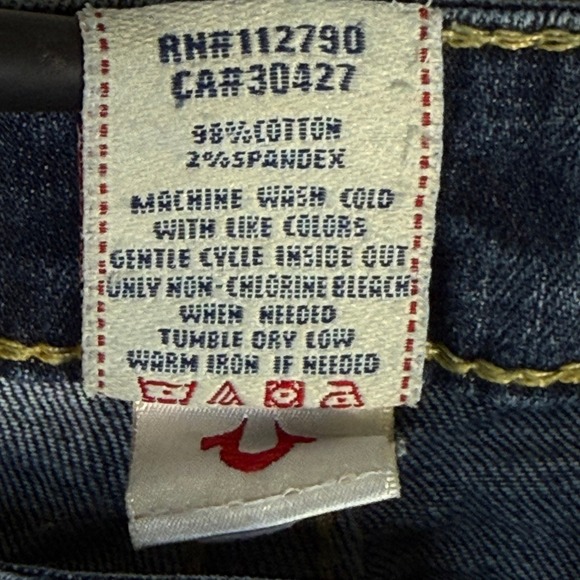 RN#112790
CA#30427
98%COTTON
2%SPANDEX
MACHINE WASH COLD
WITH LIKE COLORS
GENTLE CYCLE INSIDE OUT
ONLY NON-CHLORINE BLEACH
WHEN NEEDED
TUMBLE DRY LOW
WARM IRON IF NEEDED